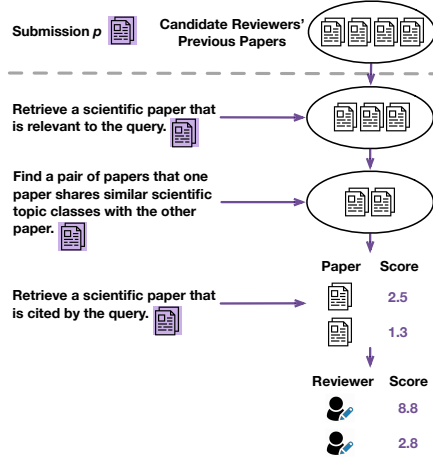 Submission p
Candidate Reviewers'
Previous Papers
Retrieve a scientific paper that
is relevant to the query.
Find a pair of papers that one
paper shares similar scientific
topic classes with the other
paper.
Paper Score
Retrieve a scientific paper that
is cited by the query.
2.5
1.3
Reviewer Score
8.8
2.8